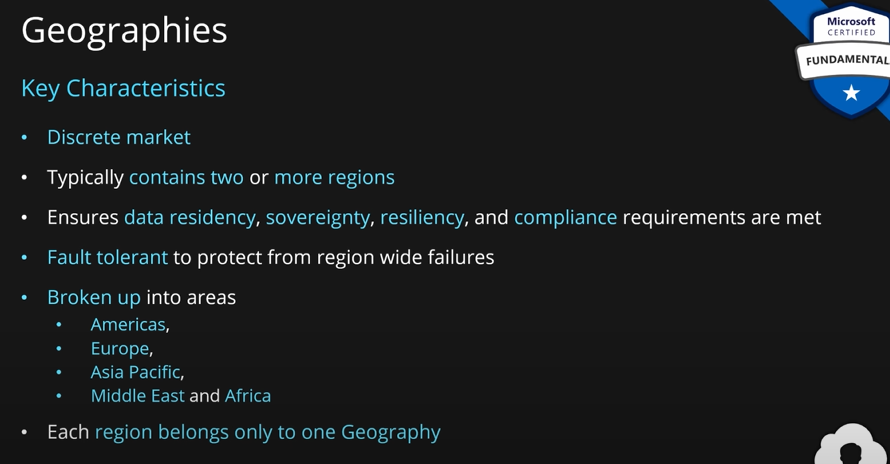 Geographies
Microsoft
CERTIFIED
FUNDAMENTAL
Key Characteristics
• Discrete market
• Typically contains two or more regions
• Ensures data residency, sovereignty, resiliency, and compliance requirements are met
• Fault tolerant to protect from region wide failures
• Broken up into areas
• Americas,
• Europe,
• Asia Pacific,
• Middle East and Africa
• Each region belongs only to one Geography